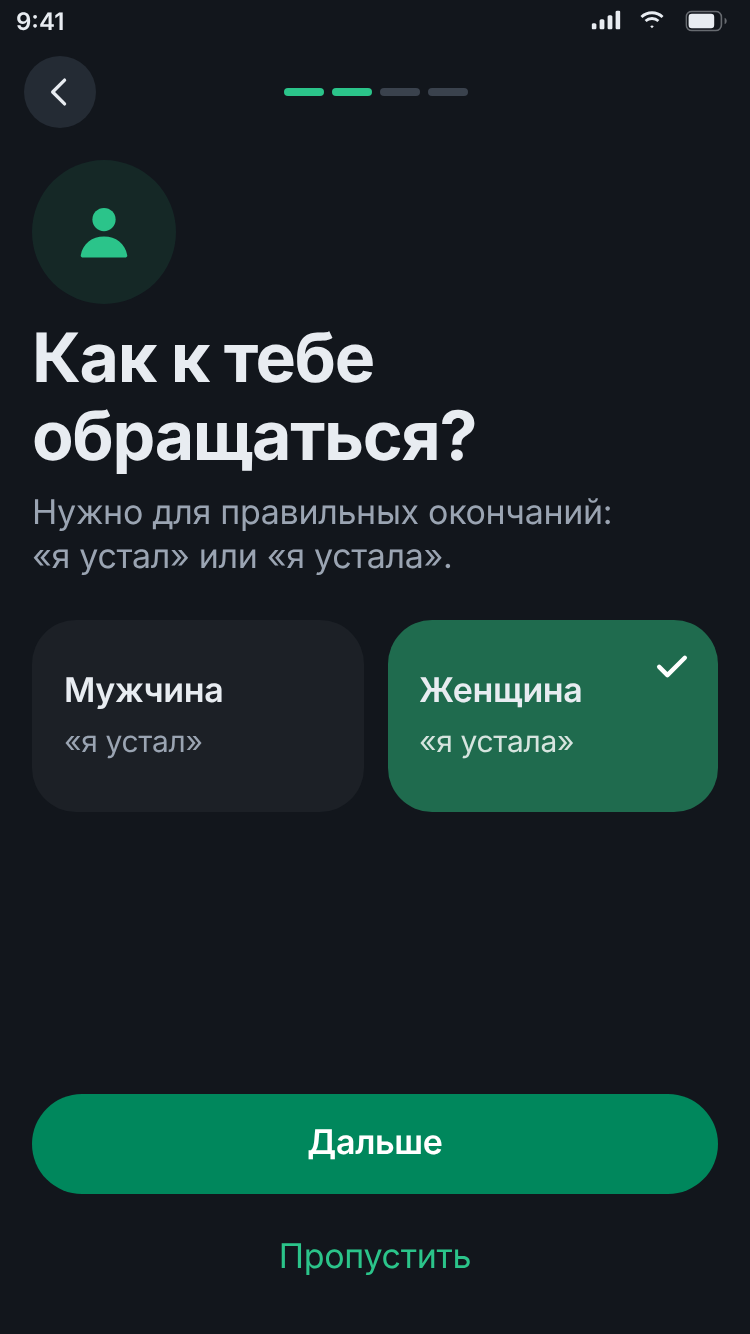 9:41
Как к тебе
обращаться?
Нужно для правильных окончаний:
«я устал» или «я устала».
Мужчина
«я устал»
Женщина
«я устала»
Дальше
Пропустить